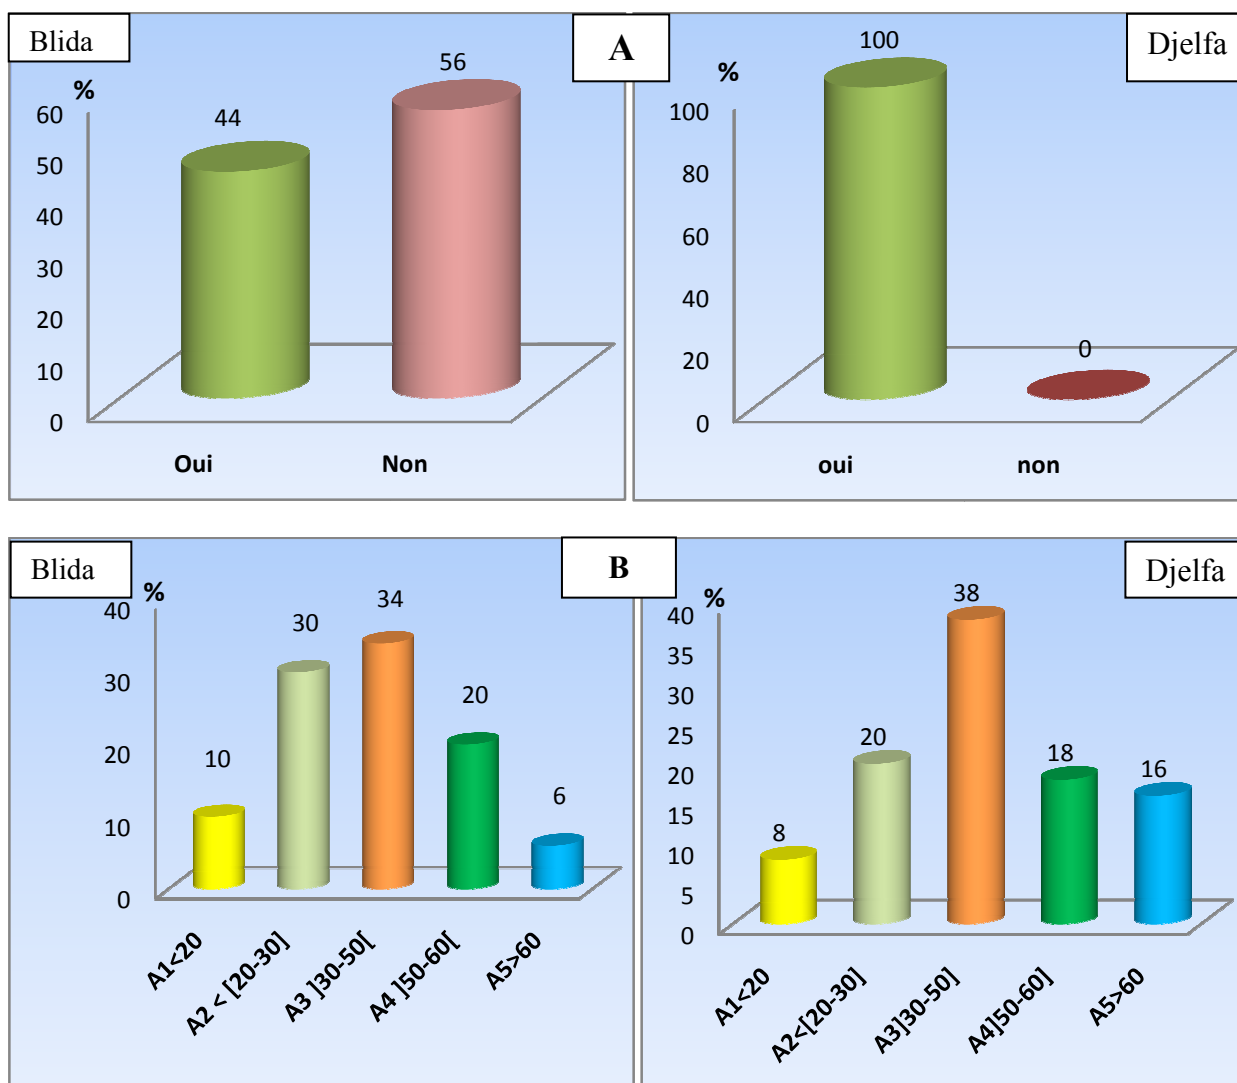 Blida
A
Djelfa
%
60
50
40
30
20
10
0
44
56
Oui
Non
%
100
80
60
40
20
0
100
0
oui
non
Blida
B
Djelfa
%
40
30
20
10
0
10
30
34
20
6
A1<20
A2 < [20-30]
A3 ]30-50[
A4 ]50-60[
A5>60
%
40
35
30
25
20
15
10
5
0
8
20
38
18
16
A1<20
A2<[20-30]
A3]30-50]
A4]50-60]
A5>60